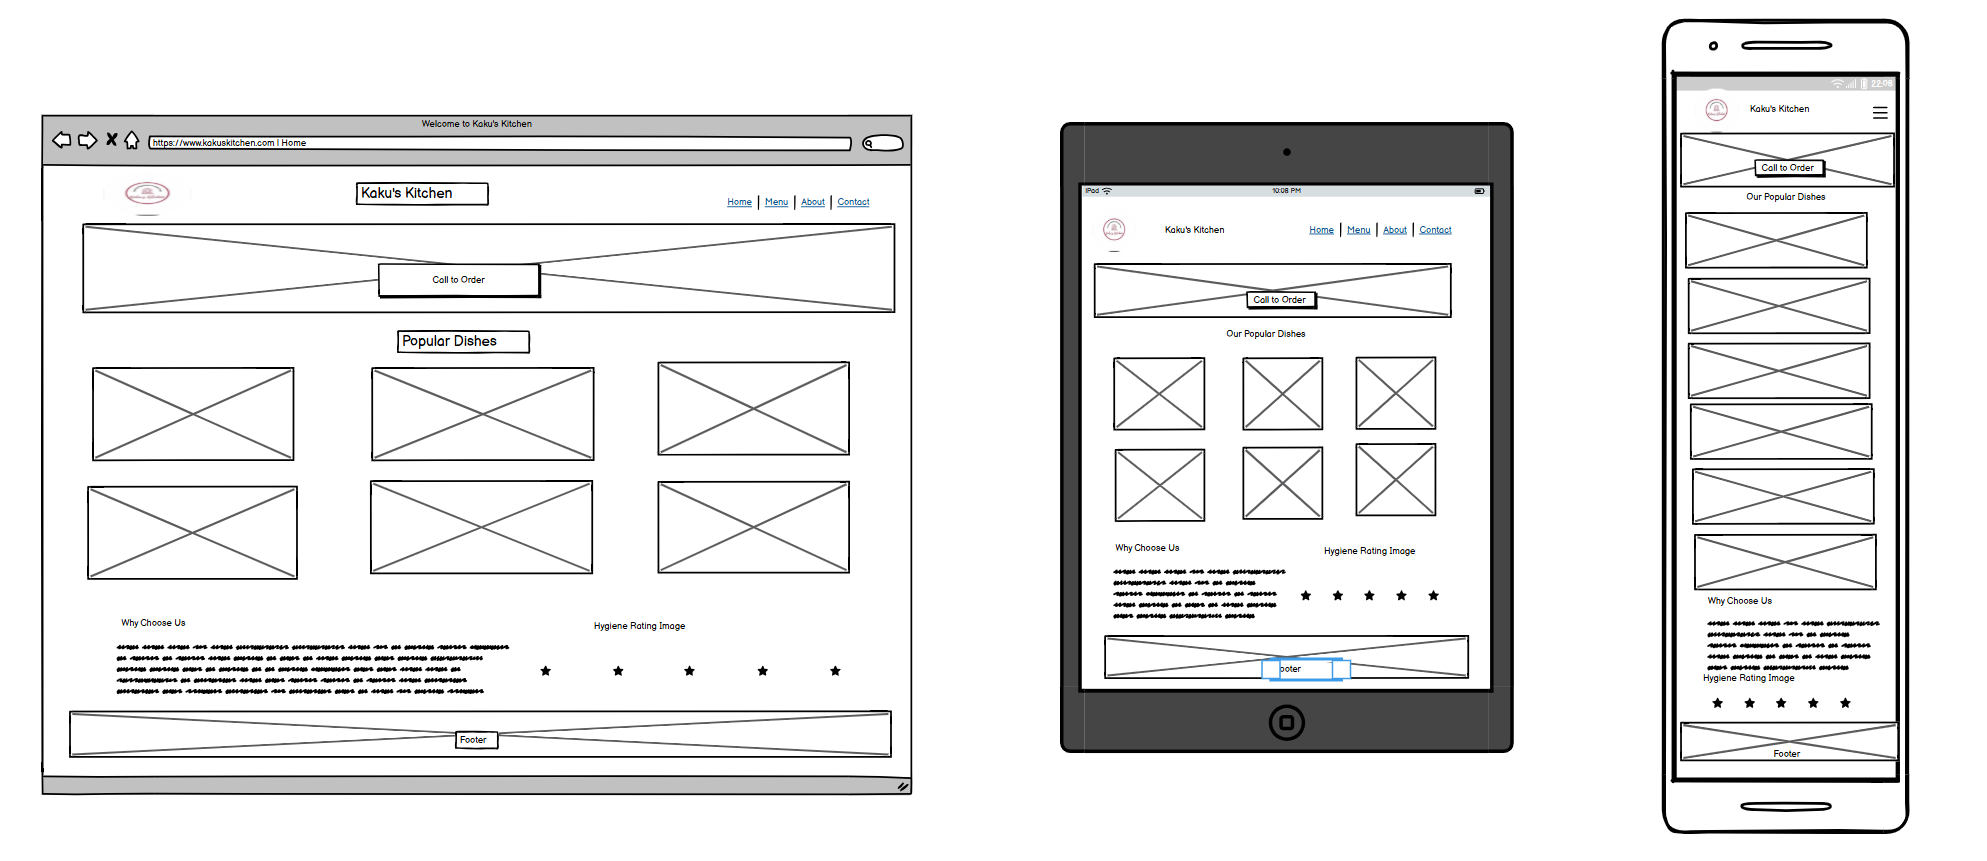 Welcome to Kaku's Kitchen
https://www.kakuskitchen.com | Home
Kaku's Kitchen
Home | Menu | About | Contact
Call to Order
Popular Dishes
Why Choose Us
Hygiene Rating Image
Footer
iPad
10:08 PM
Kaku's Kitchen
Home | Menu | About | Contact
Call to Order
Our Popular Dishes
Why Choose Us
Hygiene Rating Image
ooter
22:08
Kaku's Kitchen
Call to Order
Our Popular Dishes
Why Choose Us
Hygiene Rating Image
Footer